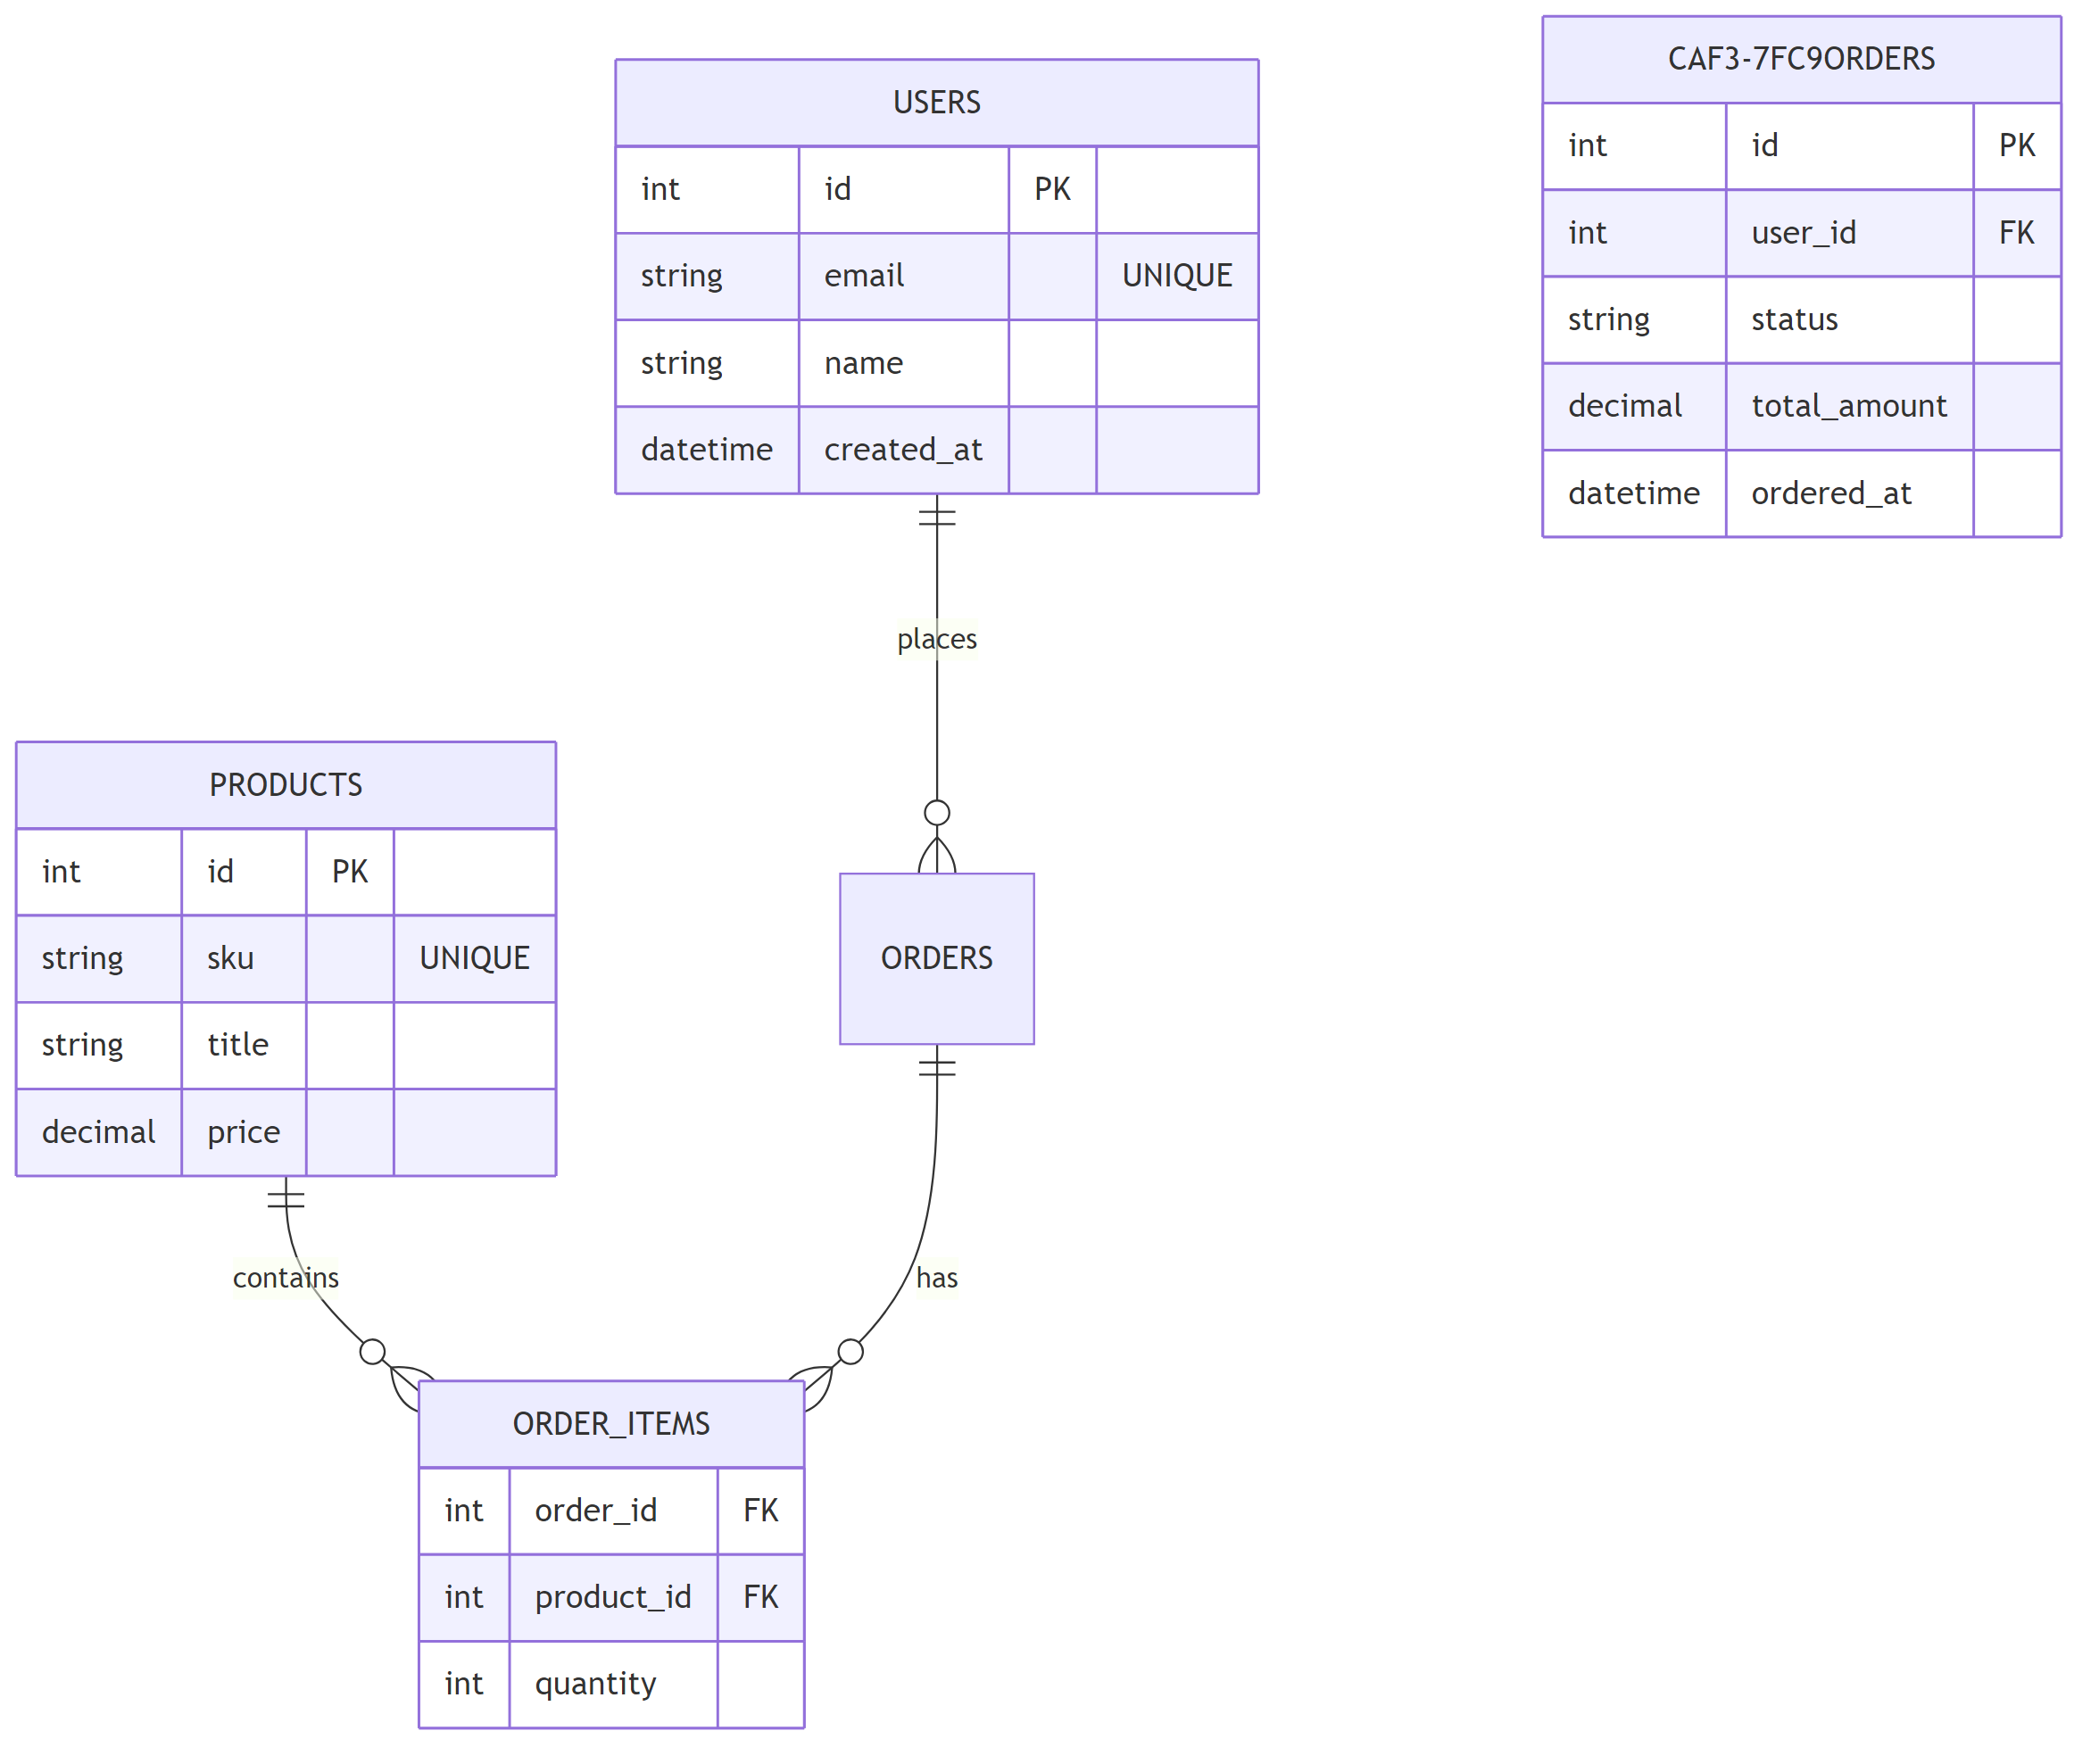 USERS
int id PK
string email UNIQUE
string name
datetime created_at
CAF3-7FC9ORDERS
int id PK
int user_id FK
string status
decimal total_amount
datetime ordered_at
places
PRODUCTS
int id PK
string sku UNIQUE
string title
decimal price
ORDERS
contains
has
ORDER_ITEMS
int order_id FK
int product_id FK
int quantity